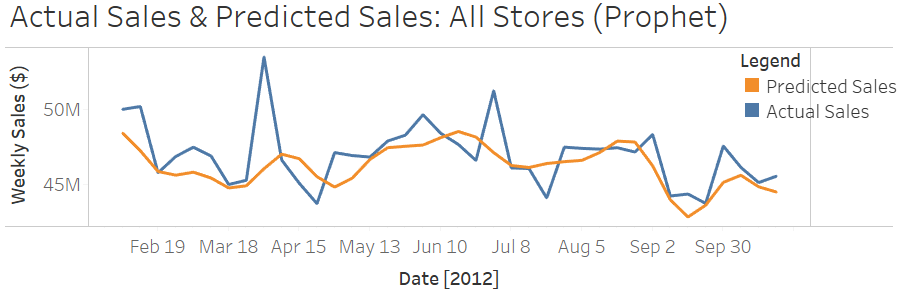 Actual Sales & Predicted Sales: All Stores (Prophet)
Legend
Predicted Sales
Actual Sales
Weekly Sales ($)
50M
45M
Feb 19 Mar 18 Apr 15 May 13 Jun 10 Jul 8 Aug 5 Sep 2 Sep 30
Date [2012]